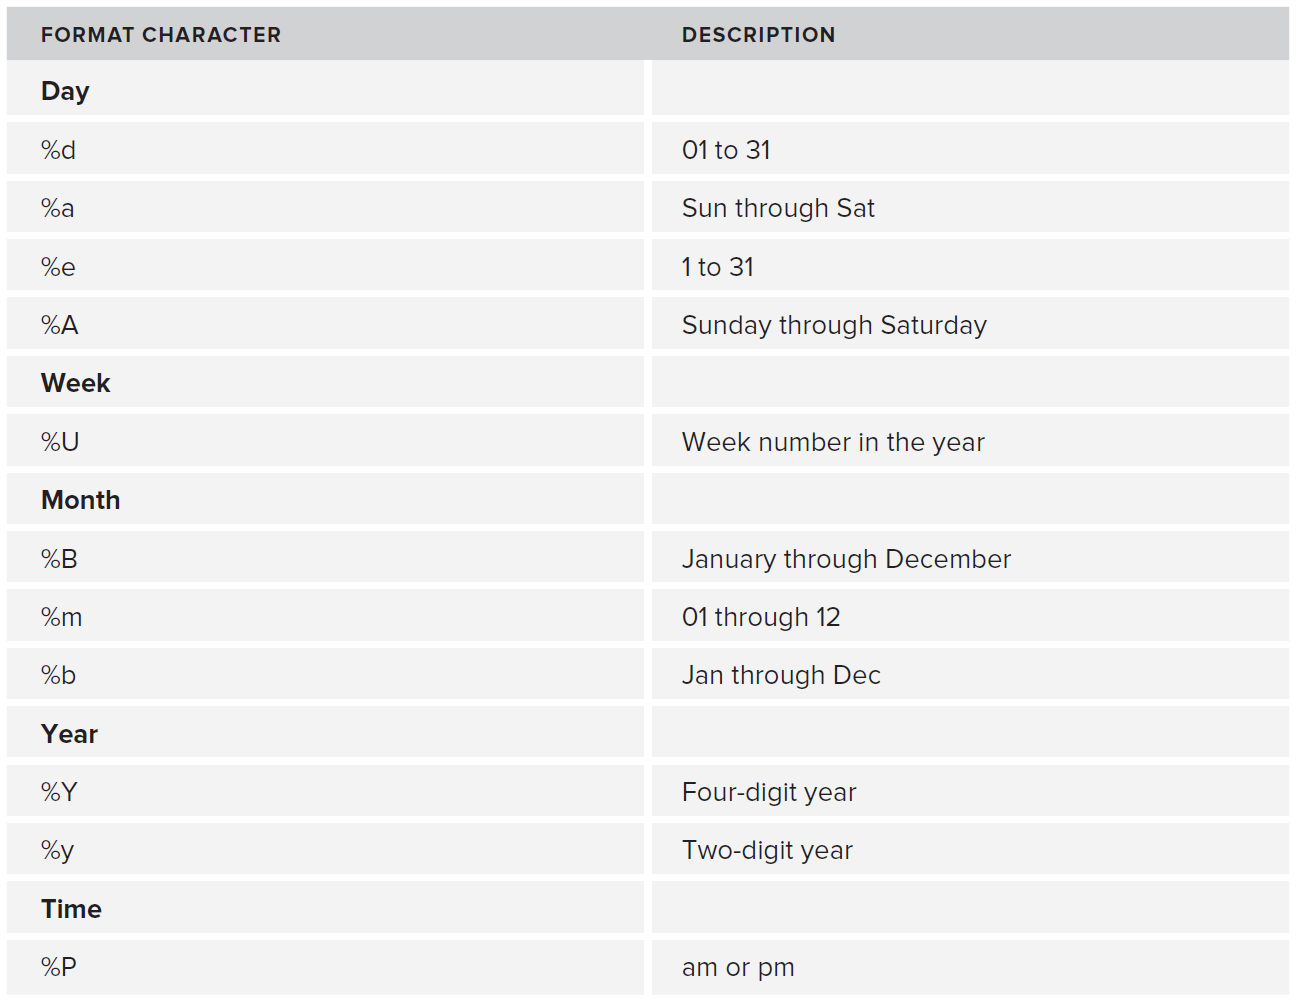 FORMAT CHARACTER DESCRIPTION
Day
%d 01 to 31
%a Sun through Sat
%e 1 to 31
%A Sunday through Saturday
Week
%U Week number in the year
Month
%B January through December
%m 01 through 12
%b Jan through Dec
Year
%Y Four-digit year
%y Two-digit year
Time
%P am or pm